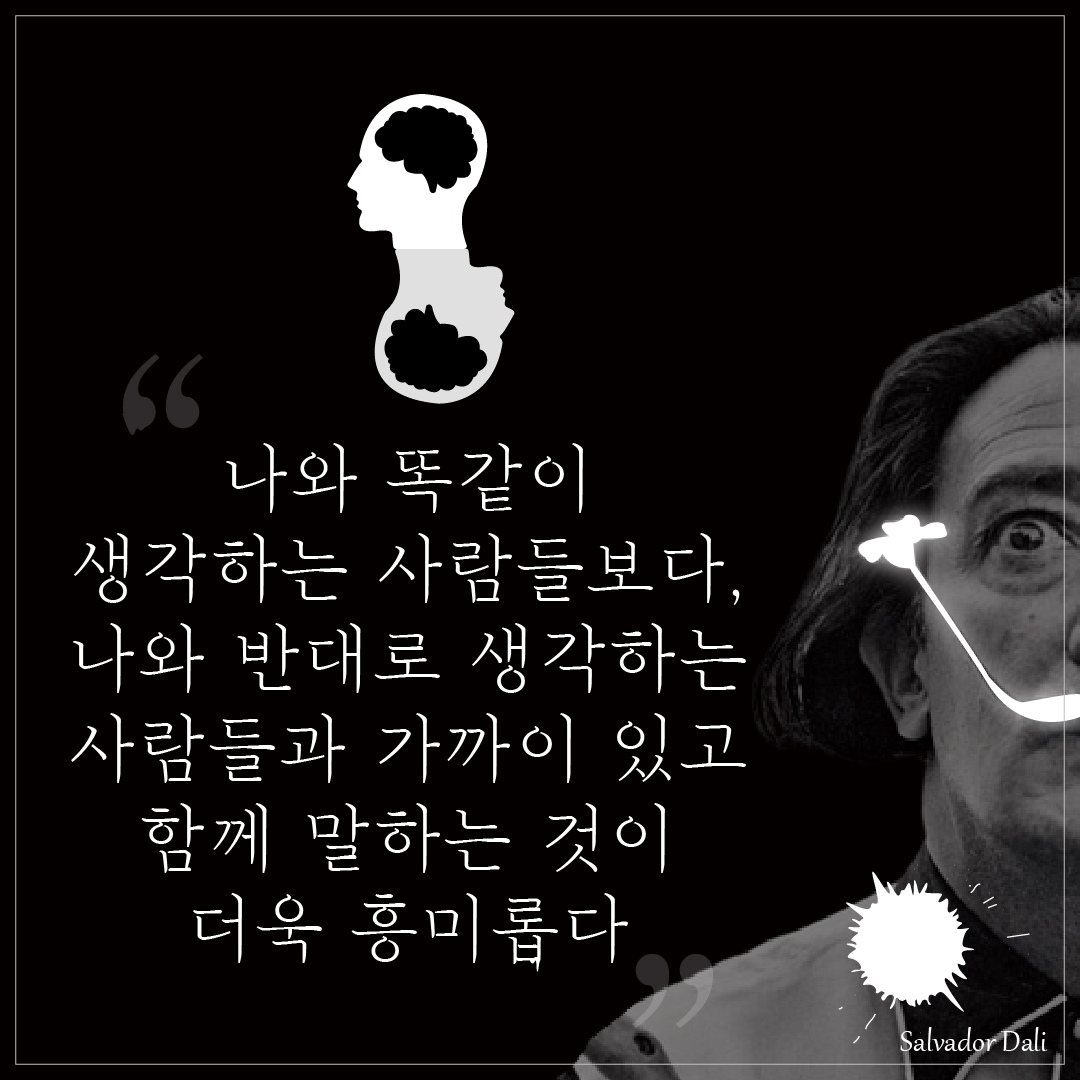 “
나와 똑같이
생각하는 사람들보다,
나와 반대로 생각하는
사람들과 가까이 있고
함께 말하는 것이
더욱 흥미롭다
”
Salvador Dali